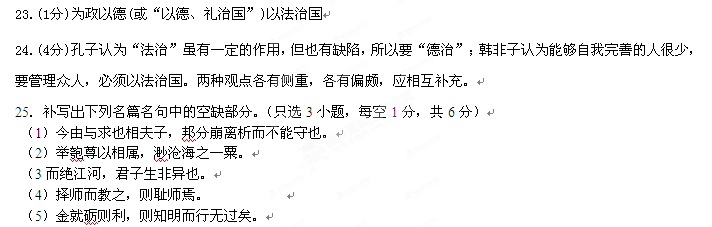 23.(1分)为政以德(或“以德、礼治国”)以法治国
24.(4分)孔子认为“法治”虽有一定的作用，但也有缺陷，所以要“德治”；韩非子认为能够自我完善的人很少，
要管理众人，必须以法治国。两种观点各有侧重，各有偏颇，应相互补充。
25. 补写出下列名篇名句中的空缺部分。（只选 3 小题，每空 1 分，共 6 分）
（1）今由与求也相夫子，邦分崩离析而不能守也。
（2）举匏尊以相属，渺沧海之一粟。
（3 而绝江河，君子生非异也。
（4）择师而教之，则耻师焉。
（5）金就砺则利，则知明而行无过矣。